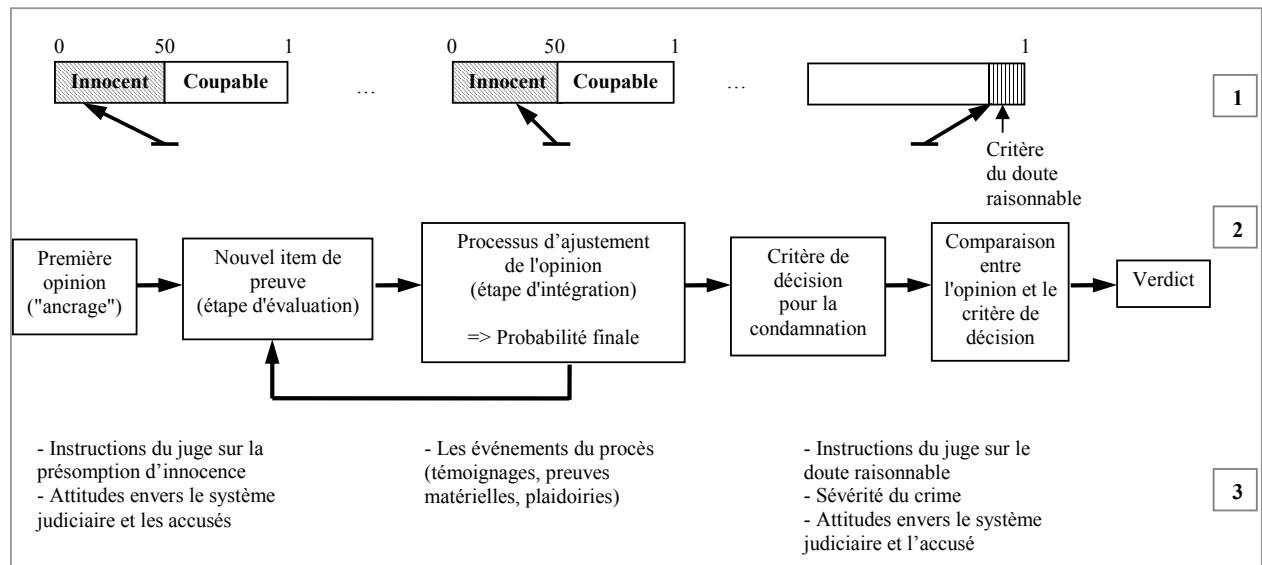 0 50 1
Innocent Coupable
...
0 50 1
Innocent Coupable
...
1
Critère
du doute
raisonnable
1
Première
opinion
("ancrage")
Nouvel item de
preuve
(étape d'évaluation)
Processus d’ajustement
de l'opinion
(étape d'intégration)
=> Probabilité finale
Critère de
décision
pour la
condamnation
Comparaison
entre
l'opinion et le
critère de
décision
Verdict
2
- Instructions du juge sur la
présomption d’innocence
- Attitudes envers le système
judiciaire et les accusés
- Les événements du procès
(témoignages, preuves
matérielles, plaidoiries)
- Instructions du juge sur le
doute raisonnable
- Sévérité du crime
- Attitudes envers le système
judiciaire et l’accusé
3